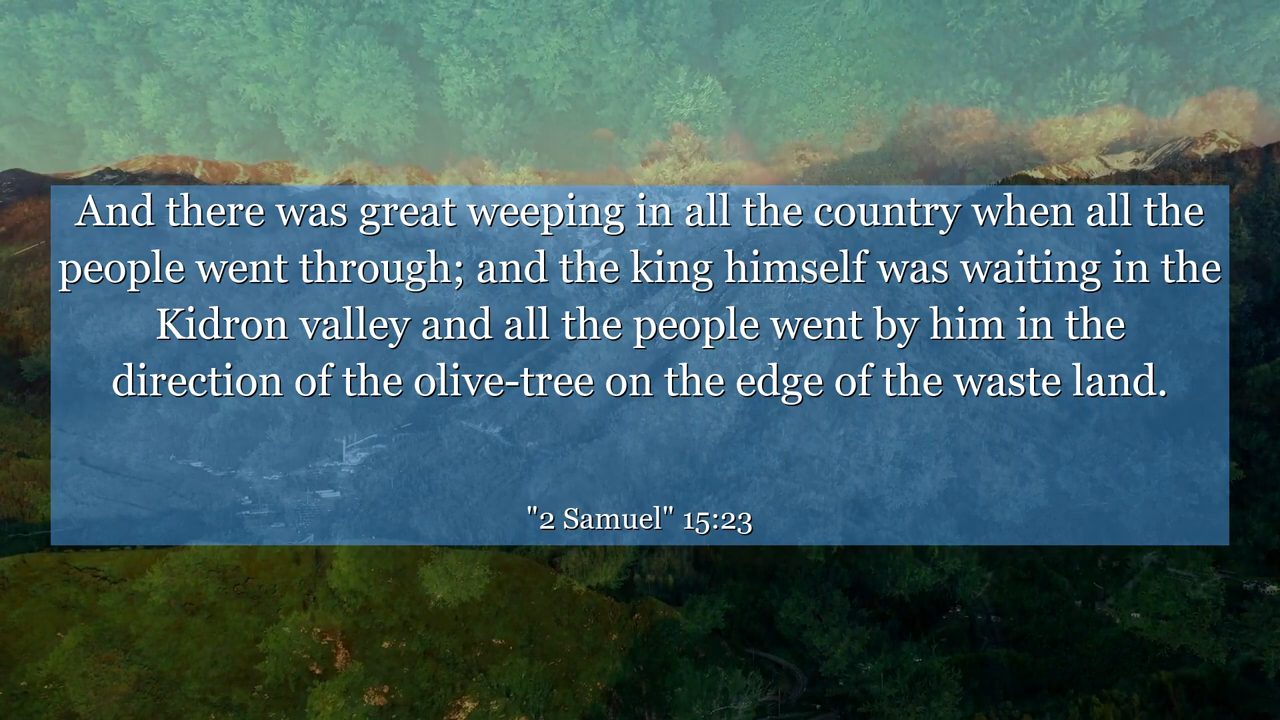 And there was great weeping in all the country when all the
people went through; and the king himself was waiting in the
Kidron valley and all the people went by him in the
direction of the olive-tree on the edge of the waste land.
"2 Samuel" 15:23